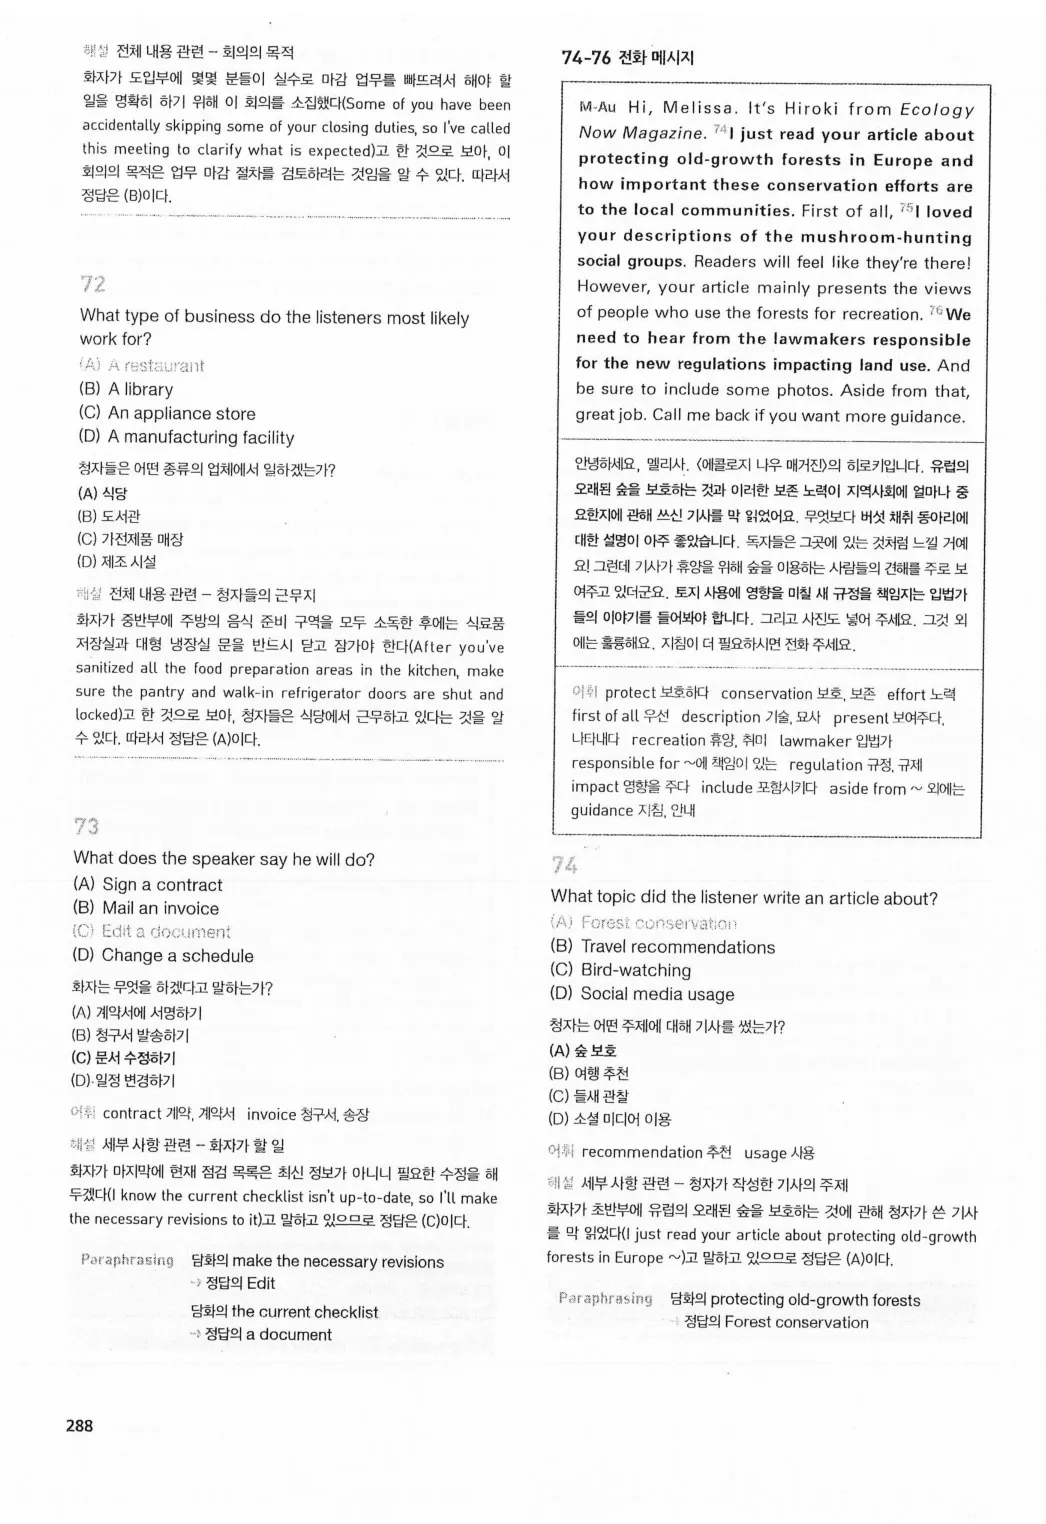 해설 전체 내용 관련 – 회의의 목적
화자가 도입부에 몇몇 분들이 실수로 마감 업무를 빠뜨려서 해야 할
일을 명확히 하기 위해 이 회의를 소집했다(Some of you have been
accidentally skipping some of your closing duties, so I've called
this meeting to clarify what is expected)고 한 것으로 보아, 이
회의의 목적은 업무 마감 절차를 검토하려는 것임을 알 수 있다. 따라서
정답은 (B)이다.
72
What type of business do the listeners most likely
work for?
(A) A restaurant
(B) A library
(C) An appliance store
(D) A manufacturing facility
청자들은 어떤 종류의 업체에서 일하겠는가?
(A) 식당
(B) 도서관
(C) 가전제품 매장
(D) 제조 시설
해설 전체 내용 관련 – 청자들의 근무지
화자가 중반부에 주방의 음식 준비 구역을 모두 소독한 후에는 식료품
저장실과 대형 냉장실 문을 반드시 닫고 잠가야 한다(After you've
sanitized all the food preparation areas in the kitchen, make
sure the pantry and walk-in refrigerator doors are shut and
locked)고 한 것으로 보아, 청자들은 식당에서 근무하고 있다는 것을 알
수 있다. 따라서 정답은 (A)이다.
73
What does the speaker say he will do?
(A) Sign a contract
(B) Mail an invoice
(C) Edit a document
(D) Change a schedule
화자는 무엇을 하겠다고 말하는가?
(A) 계약서에 서명하기
(B) 청구서 발송하기
(C) 문서 수정하기
(D) 일정 변경하기
어휘 contract 계약, 계약서 invoice 청구서, 송장
해설 세부 사항 관련 – 화자가 할 일
화자가 마지막에 현재 점검 목록은 최신 정보가 아니니 필요한 수정을 해
두겠다(I know the current checklist isn't up-to-date, so I'll make
the necessary revisions to it)고 말하고 있으므로 정답은 (C)이다.
Paraphrasing 담화의 make the necessary revisions
→ 정답의 Edit
담화의 the current checklist
→ 정답의 a document
288
74-76 전화 메시지
M-Au Hi, Melissa. It's Hiroki from Ecology
Now Magazine. 74 I just read your article about
protecting old-growth forests in Europe and
how important these conservation efforts are
to the local communities. First of all, 75 I loved
your descriptions of the mushroom-hunting
social groups. Readers will feel like they're there!
However, your article mainly presents the views
of people who use the forests for recreation. 76 We
need to hear from the lawmakers responsible
for the new regulations impacting land use. And
be sure to include some photos. Aside from that,
great job. Call me back if you want more guidance.
안녕하세요, 멜리사. 〈에콜로지 나우 매거진〉의 히로키입니다. 유럽의
오래된 숲을 보호하는 것과 이러한 보존 노력이 지역사회에 얼마나 중
요한지에 관해 쓰신 기사를 막 읽었어요. 무엇보다 버섯 채취 동아리에
대한 설명이 아주 좋았습니다. 독자들은 그곳에 있는 것처럼 느낄 거예
요! 그런데 기사가 휴양을 위해 숲을 이용하는 사람들의 견해를 주로 보
여주고 있더군요. 토지 사용에 영향을 미칠 새 규정을 책임지는 입법가
들의 이야기를 들어봐야 합니다. 그리고 사진도 넣어 주세요. 그것 외
에는 훌륭해요. 지침이 더 필요하시면 전화 주세요.
어휘 protect 보호하다 conservation 보호, 보존 effort 노력
first of all 우선 description 기술, 묘사 present 보여주다,
나타내다 recreation 휴양, 취미 lawmaker 입법가
responsible for ~에 책임이 있는 regulation 규정, 규제
impact 영향을 주다 include 포함시키다 aside from ~ 외에는
guidance 지침, 안내
74
What topic did the listener write an article about?
(A) Forest conservation
(B) Travel recommendations
(C) Bird-watching
(D) Social media usage
청자는 어떤 주제에 대해 기사를 썼는가?
(A) 숲 보호
(B) 여행 추천
(C) 들새 관찰
(D) 소셜 미디어 이용
어휘 recommendation 추천 usage 사용
해설 세부 사항 관련 – 청자가 작성한 기사의 주제
화자가 초반부에 유럽의 오래된 숲을 보호하는 것에 관해 청자가 쓴 기사
를 막 읽었다(I just read your article about protecting old-growth
forests in Europe ~)고 말하고 있으므로 정답은 (A)이다.
Paraphrasing 담화의 protecting old-growth forests
→ 정답의 Forest conservation